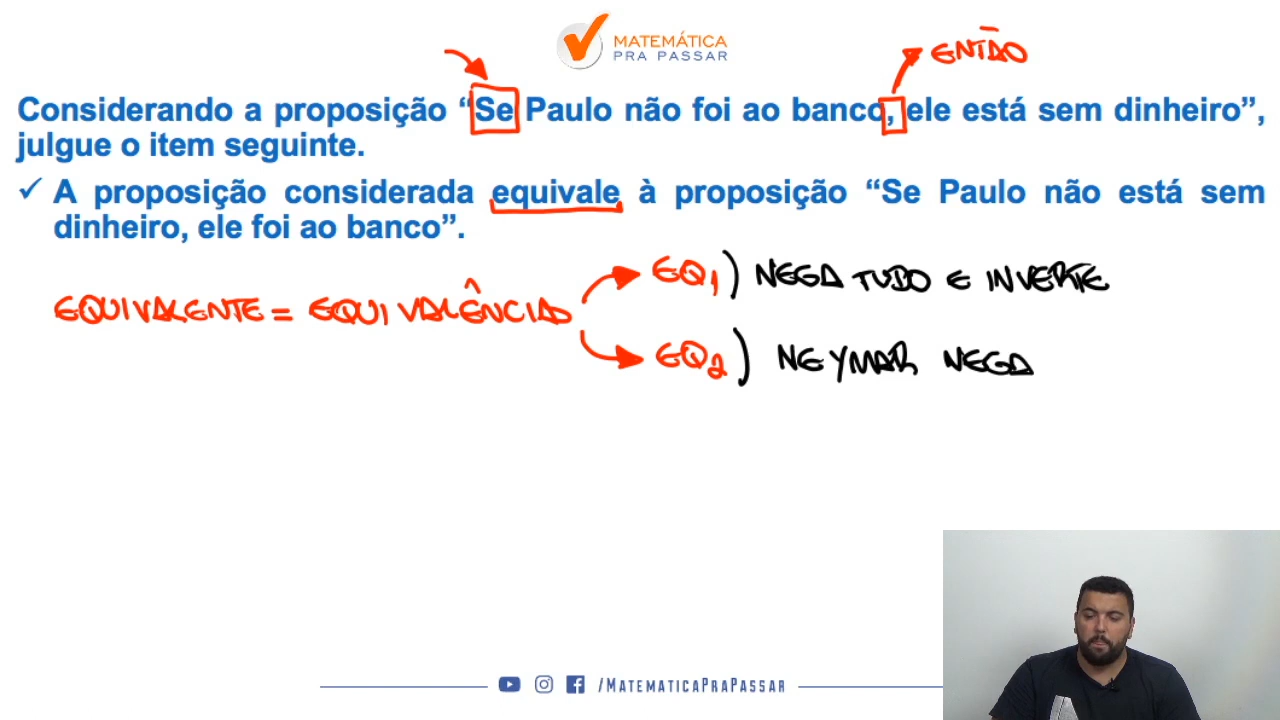 MATEMÁTICA
PRA PASSAR
ENTÃO
Considerando a proposição “Se Paulo não foi ao banco, ele está sem dinheiro”,
julgue o item seguinte.
✓ A proposição considerada equivale à proposição “Se Paulo não está sem
dinheiro, ele foi ao banco”.
EQ1) NEGA TUDO E INVERTE
EQUIVALENTE = EQUIVALÊNCIA
EQ2) NEYMAR NEGA
/MatematicaPraPassar